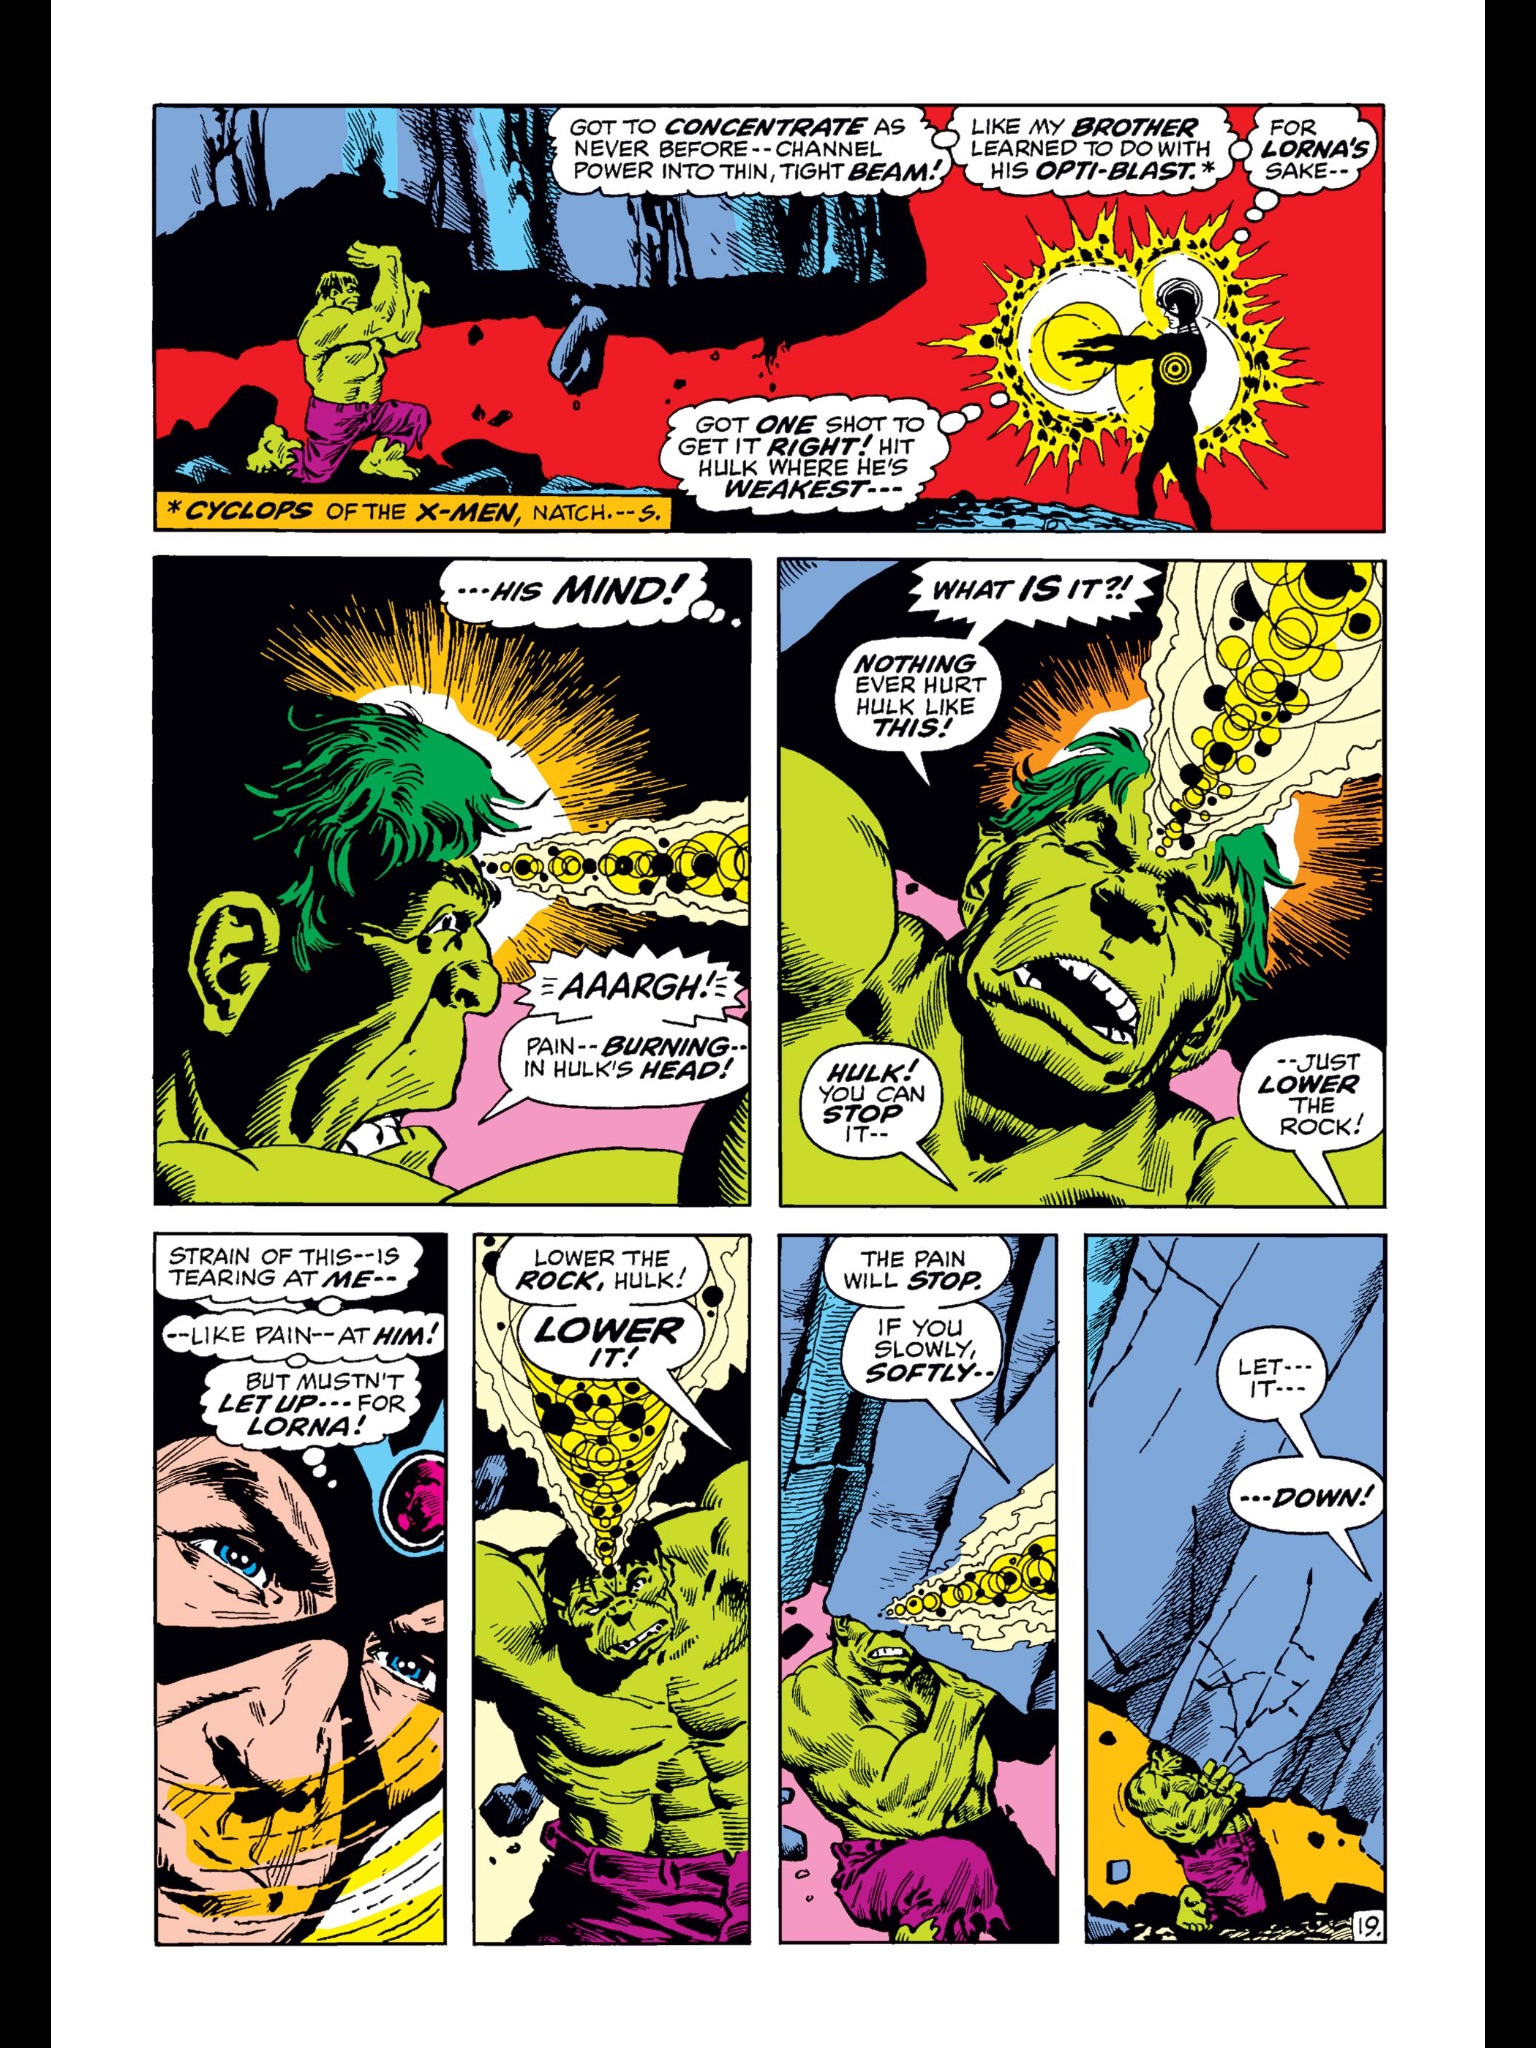 GOT TO CONCENTRATE AS
NEVER BEFORE--CHANNEL
POWER INTO THIN, TIGHT BEAM!
LIKE MY BROTHER
LEARNED TO DO WITH
HIS OPTI-BLAST.*
FOR
LORNA'S
SAKE--
GOT ONE SHOT TO
GET IT RIGHT! HIT
HULK WHERE HE'S
WEAKEST---
*CYCLOPS OF THE X-MEN, NATCH.--S.
---HIS MIND!
AAARGH!
PAIN--BURNING--
IN HULK'S HEAD!
WHAT IS IT?!
NOTHING
EVER HURT
HULK LIKE
THIS!
HULK!
YOU CAN
STOP
IT--
--JUST
LOWER
THE
ROCK!
STRAIN OF THIS--IS
TEARING AT ME--
--LIKE PAIN--AT HIM!
BUT MUSTN'T
LET UP---FOR
LORNA!
LOWER THE
ROCK, HULK!
LOWER
IT!
THE PAIN
WILL STOP.
IF YOU
SLOWLY,
SOFTLY--
LET---
IT---
---DOWN!
19.